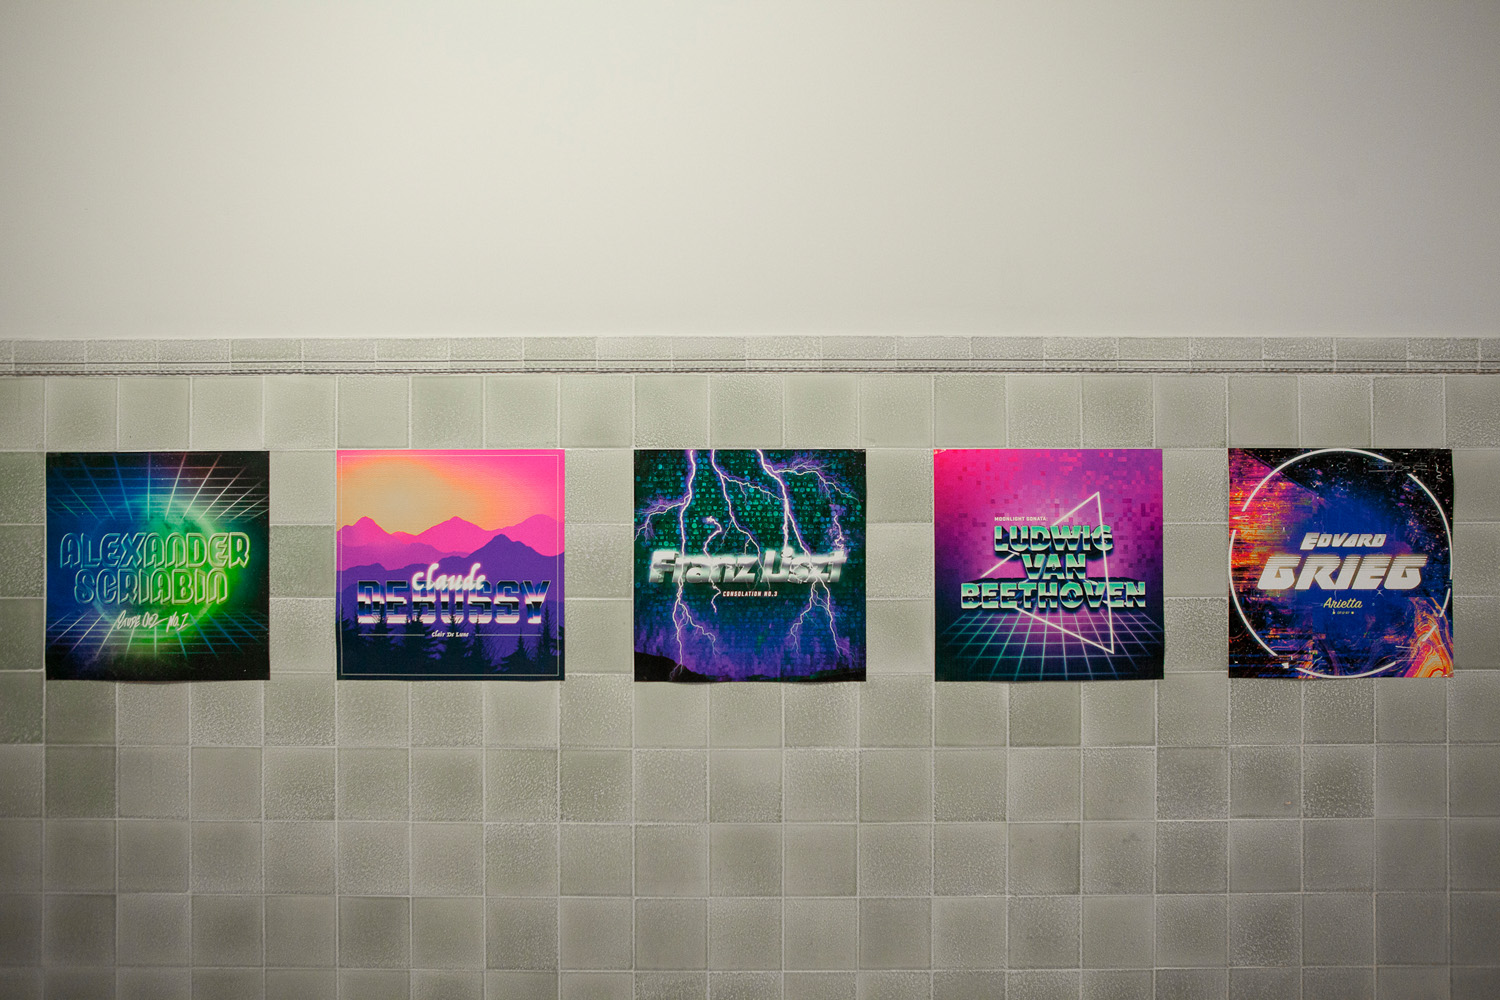 ALEXANDER
SCRIABIN
claude
DEBUSSY
Clair De Lune
Franz Liszt
CONSOLATION NO.3
MOONLIGHT SONATA:
LUDWIG
VAN
BEETHOVEN
EDVARD
GRIEG
Arietta